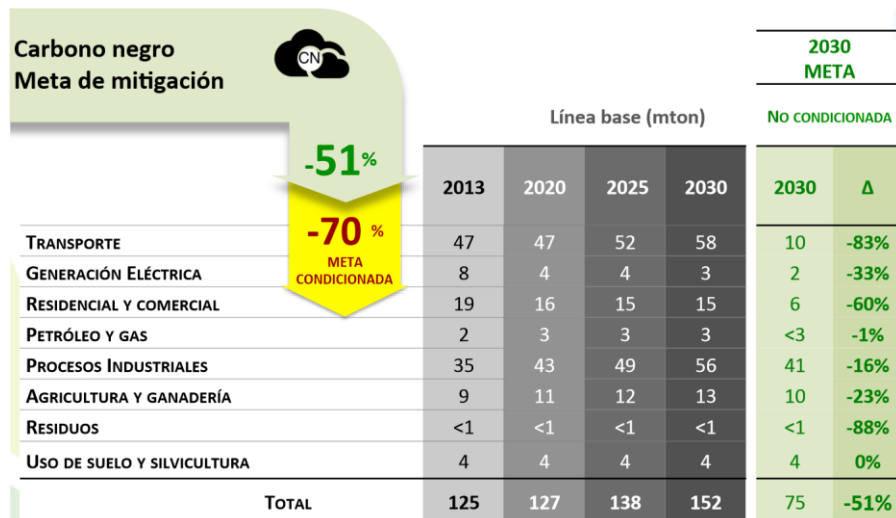 Carbono negro
Meta de mitigación
CN
2030
META
Línea base (mton)
NO CONDICIONADA
-51%
-70 %
META
CONDICIONADA
2013 2020 2025 2030 2030 Δ
TRANSPORTE 47 47 52 58 10 -83%
GENERACIÓN ELÉCTRICA 8 4 4 3 2 -33%
RESIDENCIAL Y COMERCIAL 19 16 15 15 6 -60%
PETRÓLEO Y GAS 2 3 3 3 <3 -1%
PROCESOS INDUSTRIALES 35 43 49 56 41 -16%
AGRICULTURA Y GANADERÍA 9 11 12 13 10 -23%
RESIDUOS <1 <1 <1 <1 <1 -88%
USO DE SUELO Y SILVICULTURA 4 4 4 4 4 0%
TOTAL 125 127 138 152 75 -51%